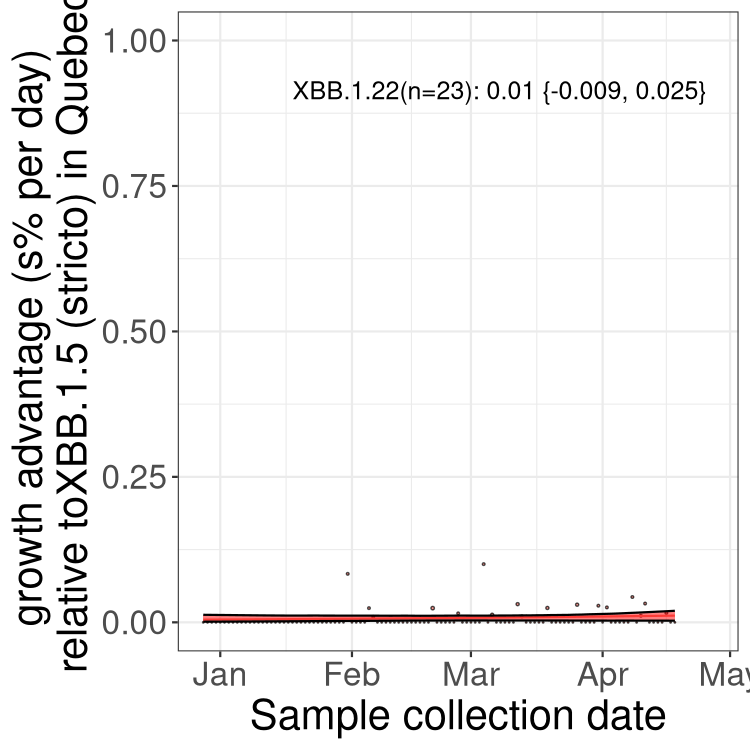 growth advantage (s% per day)
relative toXBB.1.5 (stricto) in Quebec
1.00
0.75
0.50
0.25
0.00
XBB.1.22(n=23): 0.01 {-0.009, 0.025}
Jan Feb Mar Apr May
Sample collection date